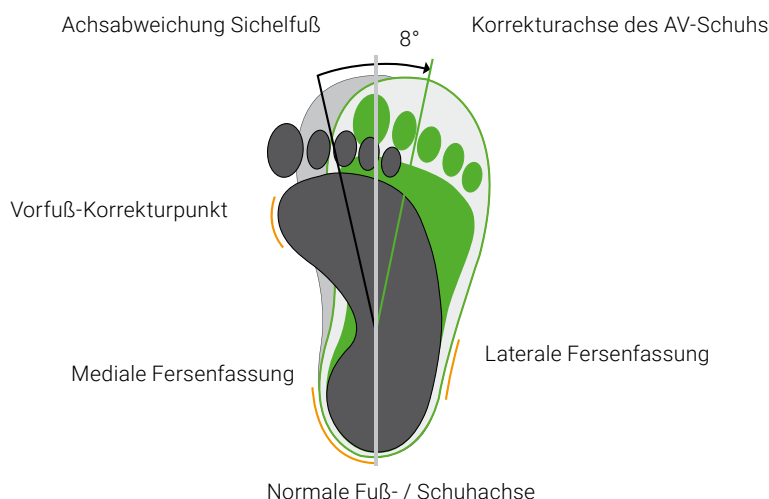 Achsabweichung Sichelfuß
8°
Korrekturachse des AV-Schuhs
Vorfuß-Korrekturpunkt
Laterale Fersenfassung
Mediale Fersenfassung
Normale Fuß- / Schuhachse